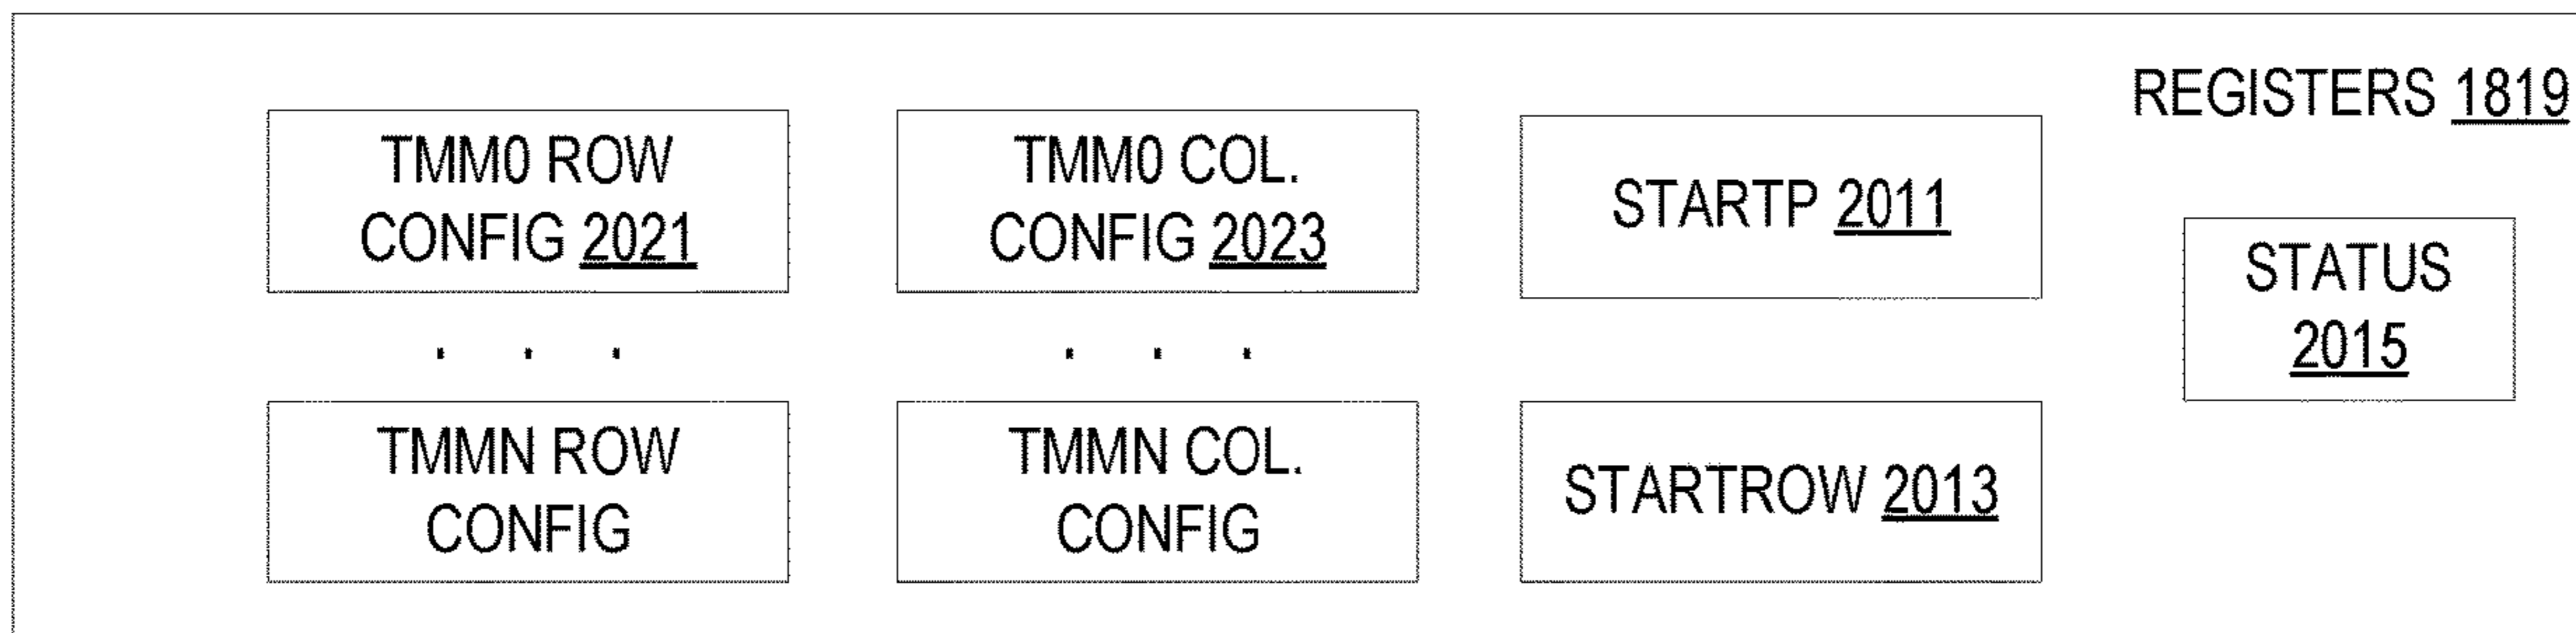 REGISTERS 1819
TMM0 ROW
CONFIG 2021
TMM0 COL.
CONFIG 2023
STARTP 2011
STATUS
2015
. . .
. . .
TMMN ROW
CONFIG
TMMN COL.
CONFIG
STARTROW 2013